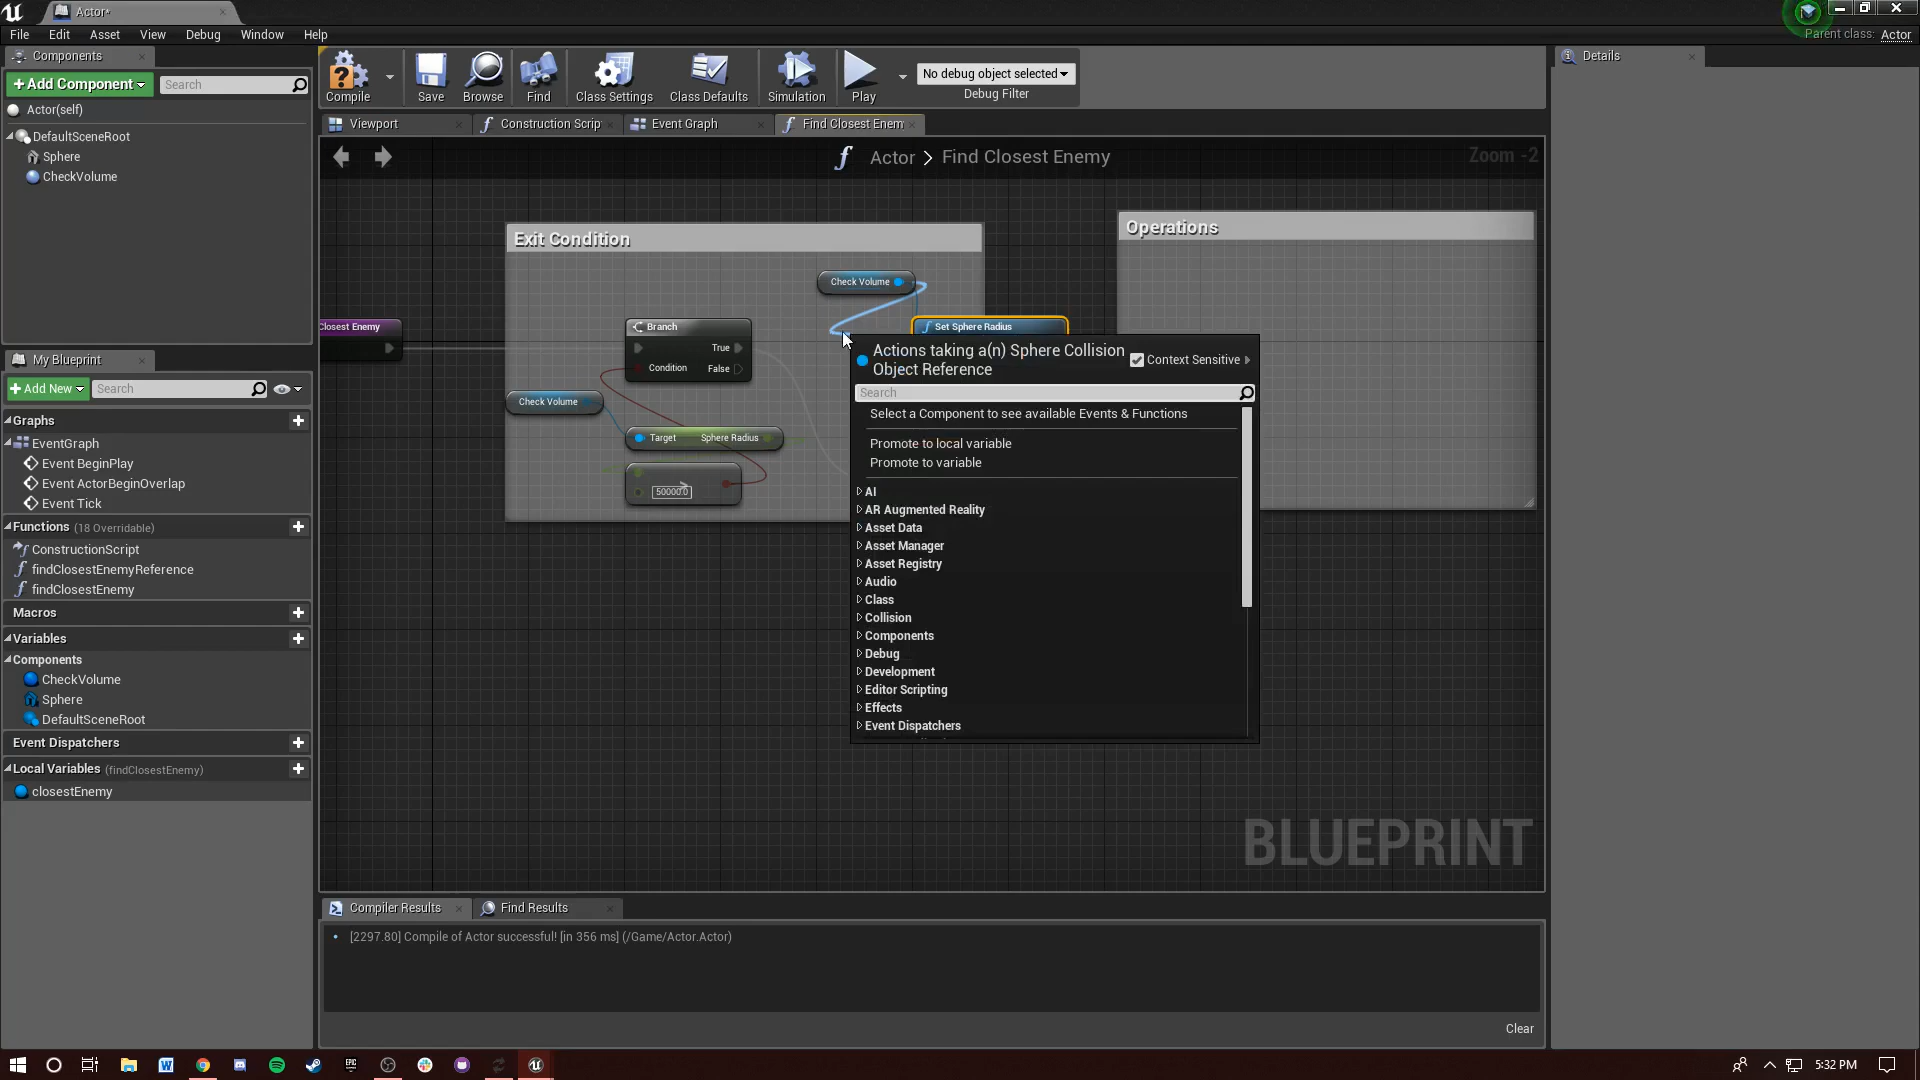 Actor*
File Edit Asset View Debug Window Help
Parent class: Actor
Components
+Add Component
Search
Actor(self)
DefaultSceneRoot
Sphere
CheckVolume
Compile
Save
Browse
Find
Class Settings
Class Defaults
Simulation
Play
No debug object selected
Debug Filter
Details
Viewport
Construction Scrip
Event Graph
Find Closest Enem
Actor > Find Closest Enemy
Zoom -2
Exit Condition
Operations
Closest Enemy
Branch
True
Condition
False
Check Volume
Check Volume
Set Sphere Radius
Target Sphere Radius
50000.0
Actions taking a(n) Sphere Collision
Object Reference
Context Sensitive
Search
Select a Component to see available Events & Functions
Promote to local variable
Promote to variable
AI
AR Augmented Reality
Asset Data
Asset Manager
Asset Registry
Audio
Class
Collision
Components
Debug
Development
Editor Scripting
Effects
Event Dispatchers
BLUEPRINT
My Blueprint
+Add New
Search
Graphs
EventGraph
Event BeginPlay
Event ActorBeginOverlap
Event Tick
Functions (18 Overridable)
ConstructionScript
findClosestEnemyReference
findClosestEnemy
Macros
Variables
Components
CheckVolume
Sphere
DefaultSceneRoot
Event Dispatchers
Local Variables (findClosestEnemy)
closestEnemy
Compiler Results
Find Results
[2297.80] Compile of Actor successful! [in 356 ms] (/Game/Actor.Actor)
Clear
5:32 PM